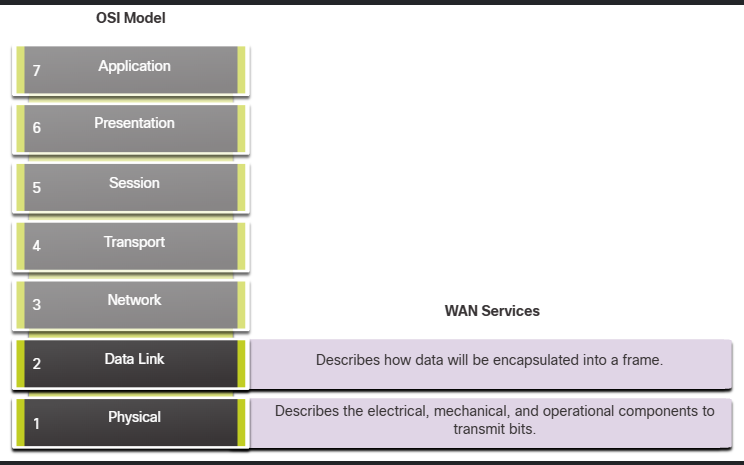 OSI Model
7 Application
6 Presentation
5 Session
4 Transport
3 Network
WAN Services
2 Data Link
Describes how data will be encapsulated into a frame.
1 Physical
Describes the electrical, mechanical, and operational components to
transmit bits.